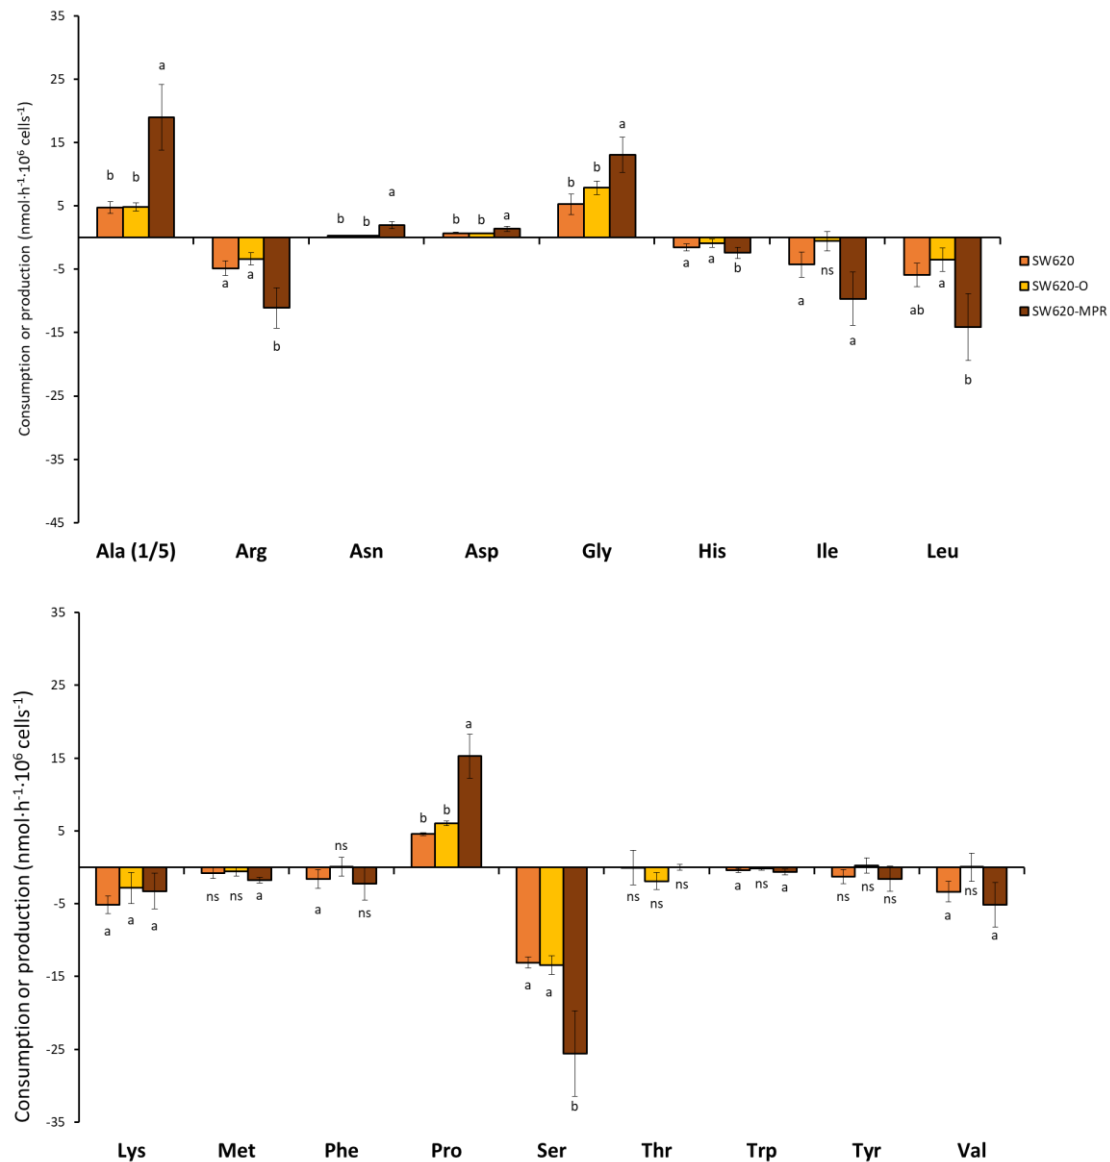 Consumption or production (nmol·h⁻¹·10⁶ cells⁻¹)
35
25
15
5
-5
-15
-25
-35
-45
b b a
a a b
b b a
b b a
b b a
a a b
a ns a
ab a b
SW620
SW620-O
SW620-MPR
Ala (1/5) Arg Asn Asp Gly His Ile Leu
Consumption or production (nmol·h⁻¹·10⁶ cells⁻¹)
35
25
15
5
-5
-15
-25
-35
a a a
ns ns a
a ns ns
b b a
a a b
ns ns ns
a ns a
ns ns ns
a ns a
Lys Met Phe Pro Ser Thr Trp Tyr Val